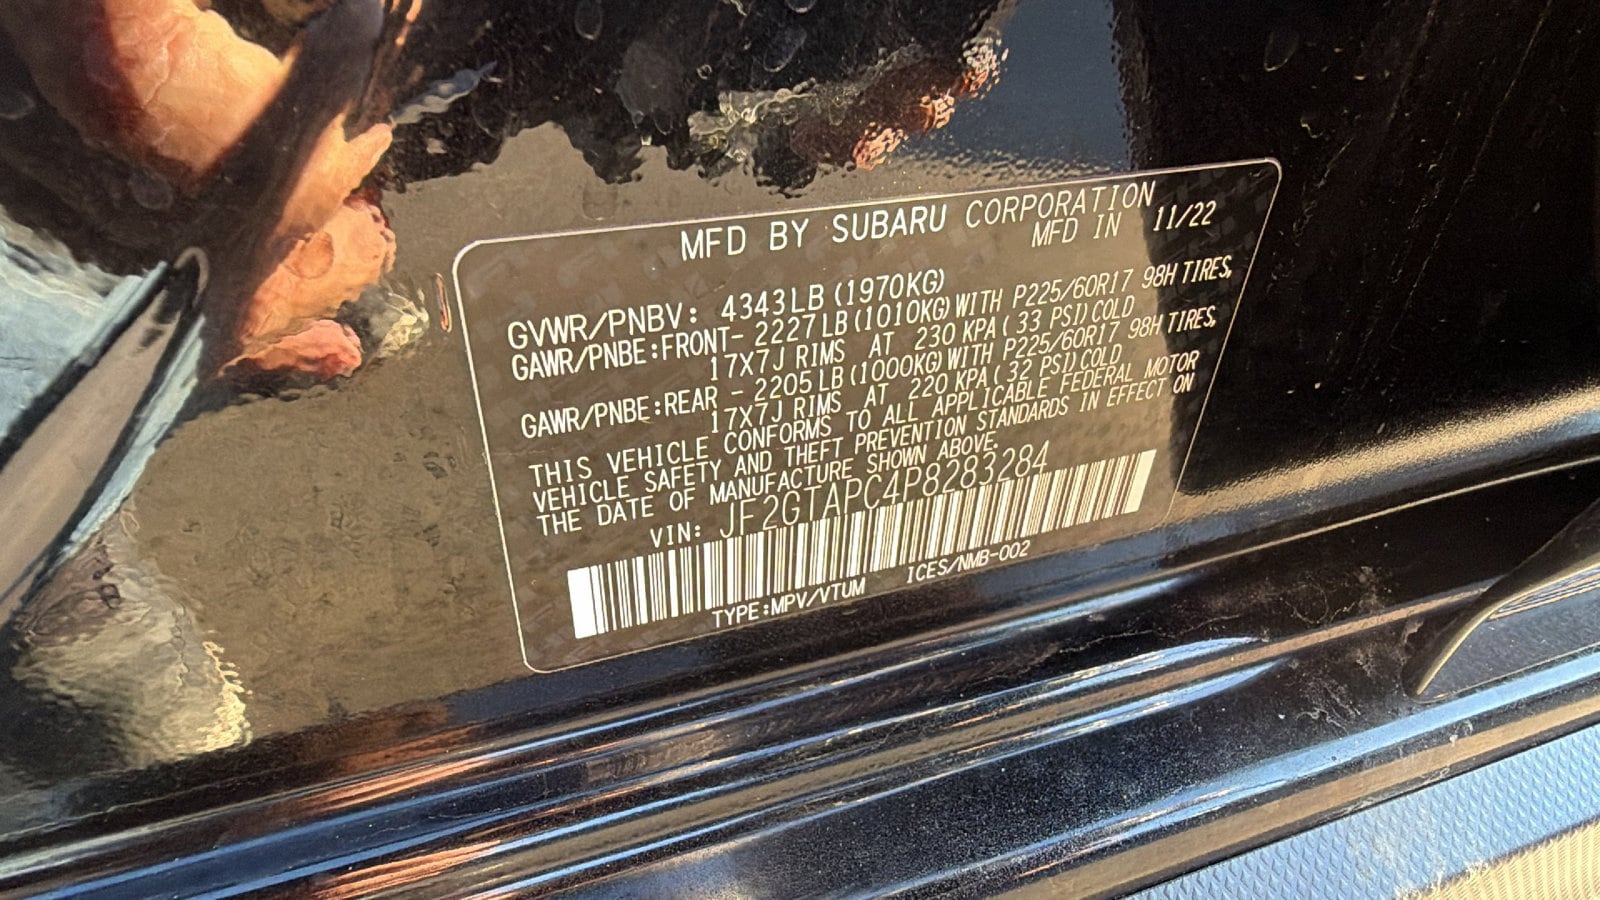 MFD BY SUBARU CORPORATION
MFD IN 11/22
GVWR/PNBV: 4343LB (1970KG)
GAWR/PNBE:FRONT- 2227LB (1010KG) WITH P225/60R17 98H TIRES,
17X7J RIMS AT 230 KPA (33 PSI) COLD
GAWR/PNBE:REAR - 2205LB (1000KG) WITH P225/60R17 98H TIRES,
17X7J RIMS AT 220 KPA (32 PSI) COLD
THIS VEHICLE CONFORMS TO ALL APPLICABLE FEDERAL MOTOR
VEHICLE SAFETY AND THEFT PREVENTION STANDARDS IN EFFECT ON
THE DATE OF MANUFACTURE SHOWN ABOVE.
VIN: JF2GTAPC4P8283284
TYPE:MPV/VTUM ICES/NMB-002